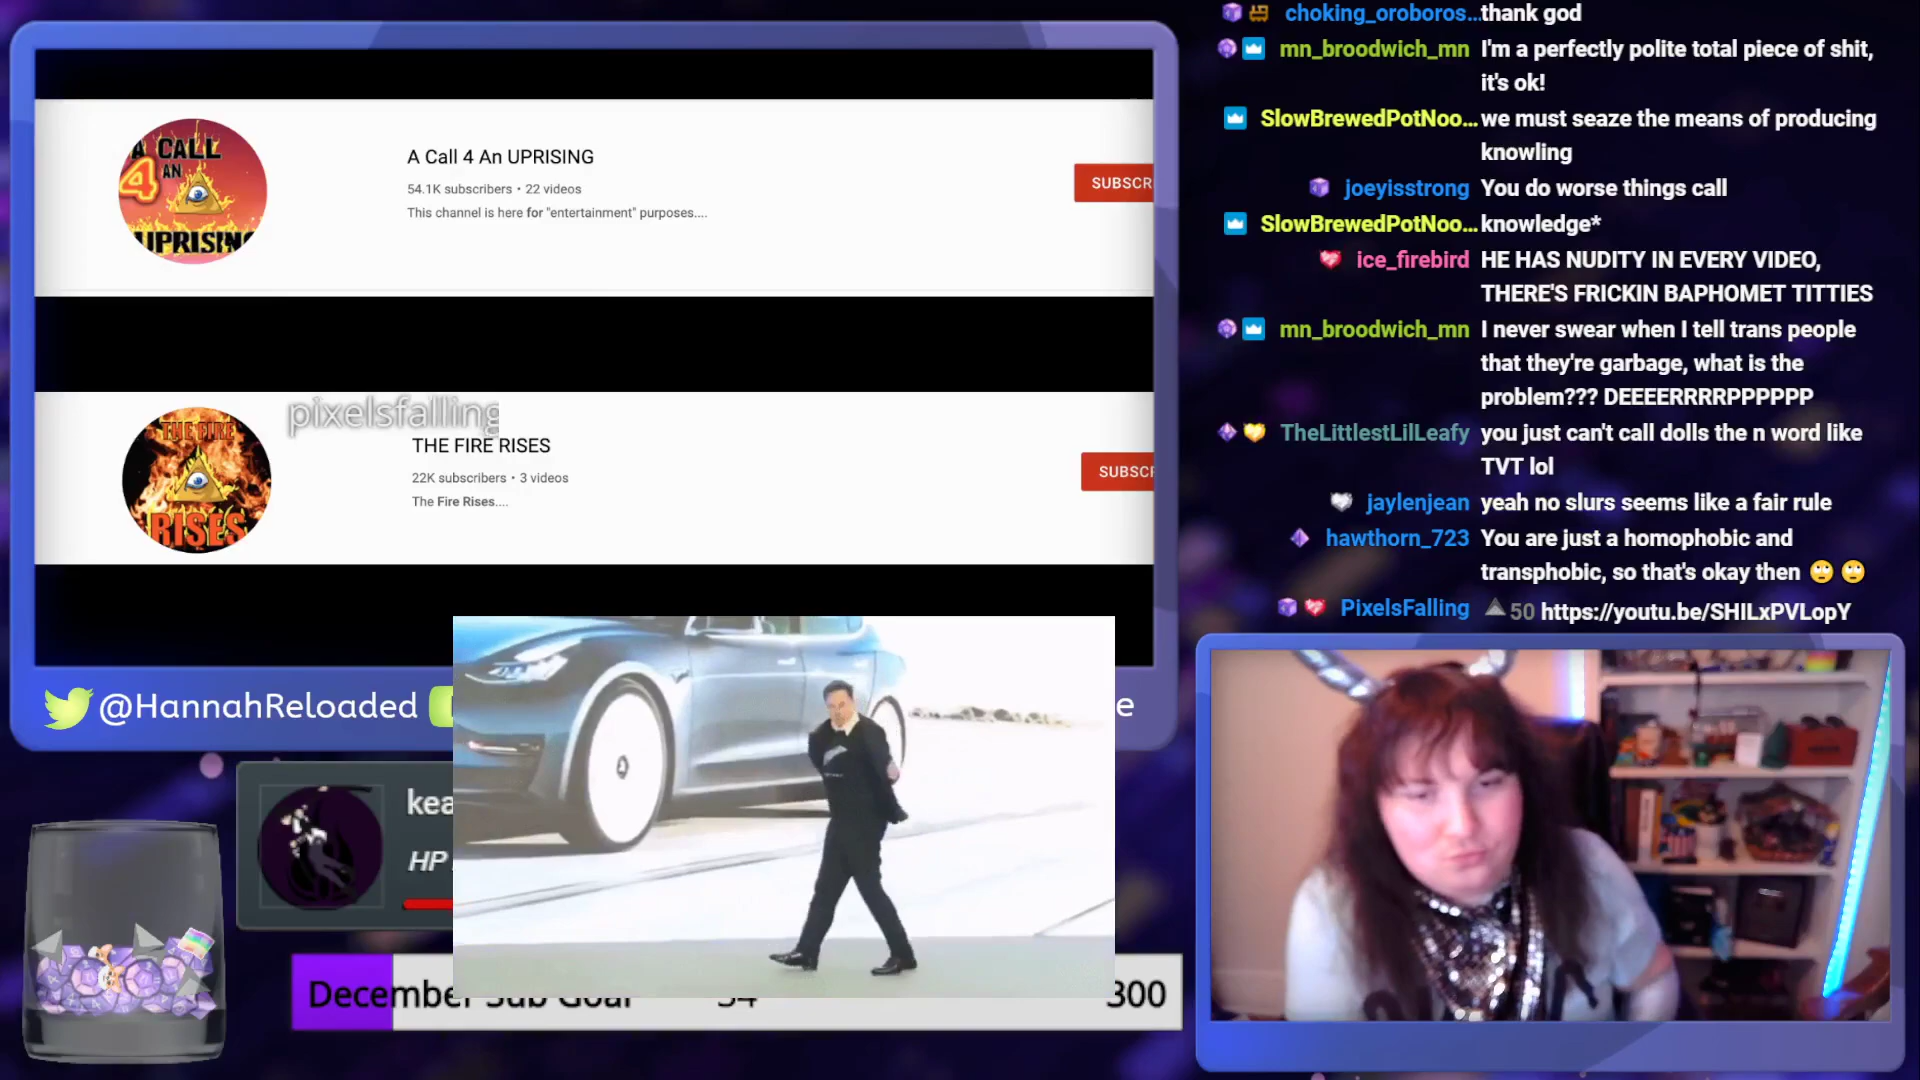 A CALL
4 AN
UPRISING
A Call 4 An UPRISING
54.1K subscribers • 22 videos
This channel is here for "entertainment" purposes....
SUBSCR
pixelsfalling
THE FIRE
RISES
THE FIRE RISES
22K subscribers • 3 videos
The Fire Rises....
SUBSCR
@HannahReloaded
e
kea
HP
December Sub Goal 54 300
choking_oroboros... thank god
mn_broodwich_mn I'm a perfectly polite total piece of shit,
it's ok!
SlowBrewedPotNoo... we must seaze the means of producing
knowling
joeyisstrong You do worse things call
SlowBrewedPotNoo... knowledge*
ice_firebird HE HAS NUDITY IN EVERY VIDEO,
THERE'S FRICKIN BAPHOMET TITTIES
mn_broodwich_mn I never swear when I tell trans people
that they're garbage, what is the
problem??? DEEEERRRRPPPPPP
TheLittlestLilLeafy you just can't call dolls the n word like
TVT lol
jaylenjean yeah no slurs seems like a fair rule
hawthorn_723 You are just a homophobic and
transphobic, so that's okay then 🙄 🙄
PixelsFalling 50 https://youtu.be/SHILxPVLopY